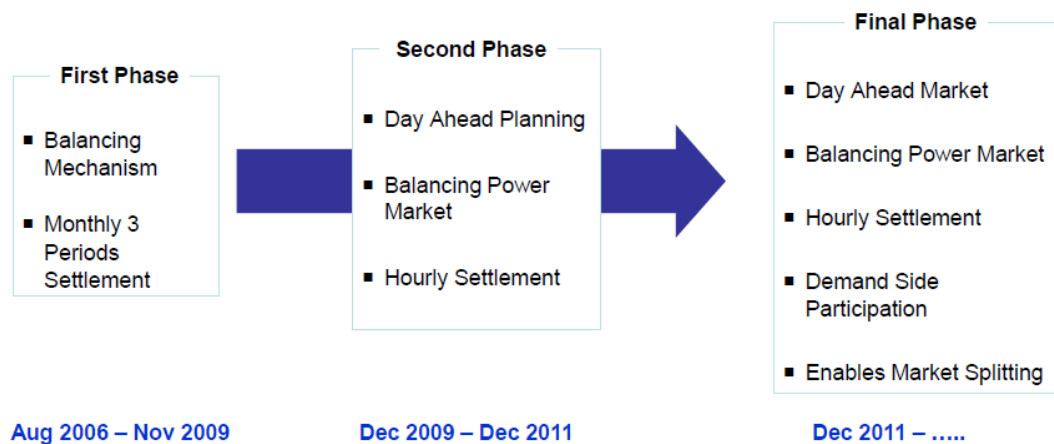 First Phase
■ Balancing
Mechanism
■ Monthly 3
Periods
Settlement
Aug 2006 – Nov 2009
Second Phase
■ Day Ahead Planning
■ Balancing Power
Market
■ Hourly Settlement
Dec 2009 – Dec 2011
Final Phase
■ Day Ahead Market
■ Balancing Power Market
■ Hourly Settlement
■ Demand Side
Participation
■ Enables Market Splitting
Dec 2011 – .....